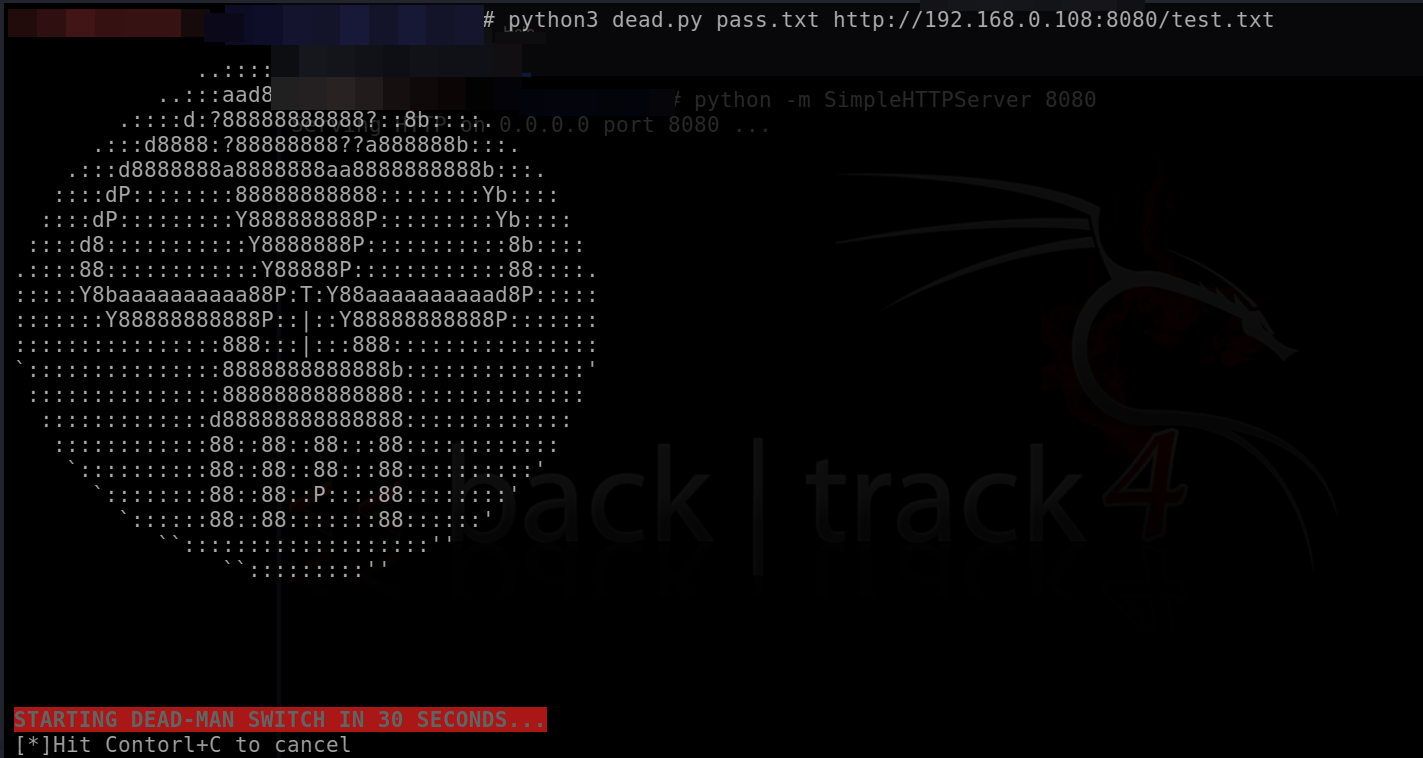 # python3 dead.py pass.txt http://192.168.0.108:8080/test.txt
..::::
..:::aad8
# python -m SimpleHTTPServer 8080
.::::d:?88888888888?::8b::::.
Serving HTTP on 0.0.0.0 port 8080 ...
.:::d8888:?88888888??a888888b:::.
.:::d8888888a8888888aa8888888888b:::.
::::dP::::::::88888888888::::::::Yb::::
::::dP:::::::::Y888888888P:::::::::Yb::::
::::d8:::::::::::Y8888888P:::::::::::8b::::
.::::88::::::::::::Y88888P::::::::::::88::::.
:::::Y8baaaaaaaaaa88P:T:Y88aaaaaaaaaad8P:::::
:::::::Y88888888888P::|::Y88888888888P:::::::
::::::::::::::::888:::|:::888::::::::::::::::
`:::::::::::::::8888888888888b::::::::::::::'
:::::::::::::::88888888888888::::::::::::::
:::::::::::::d88888888888888:::::::::::::
::::::::::::88::88::88:::88::::::::::::
`::::::::::88::88::88:::88::::::::::'
`::::::::88::88::P::::88::::::::'
`::::::88::88:::::::88::::::'
``:::::::::::::::::::''
``:::::::::''
back|track 4
STARTING DEAD-MAN SWITCH IN 30 SECONDS...
[*]Hit Contorl+C to cancel